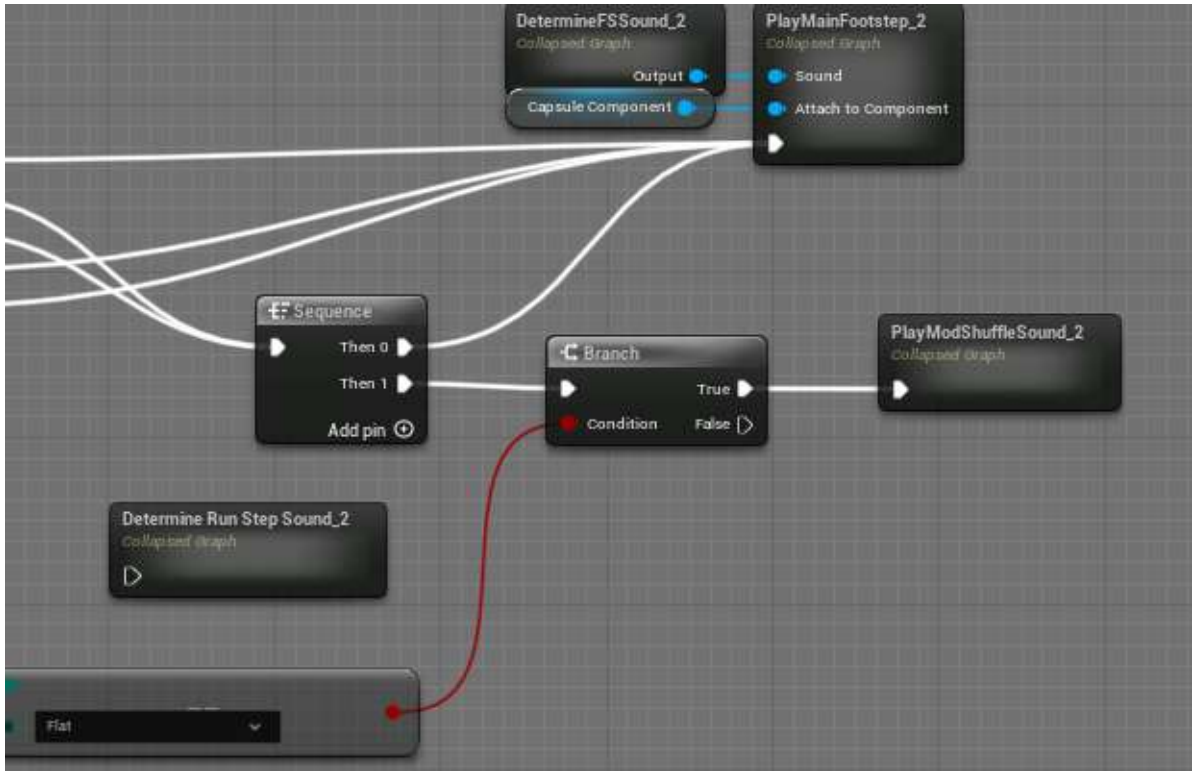 DetermineFSSound_2
Collapsed Graph
Output
Capsule Component
PlayMainFootstep_2
Collapsed Graph
Sound
Attach to Component
Sequence
Then 0
Then 1
Add pin
Branch
True
Condition
False
PlayModShuffleSound_2
Collapsed Graph
Determine Run Step Sound_2
Collapsed Graph
==
Flat